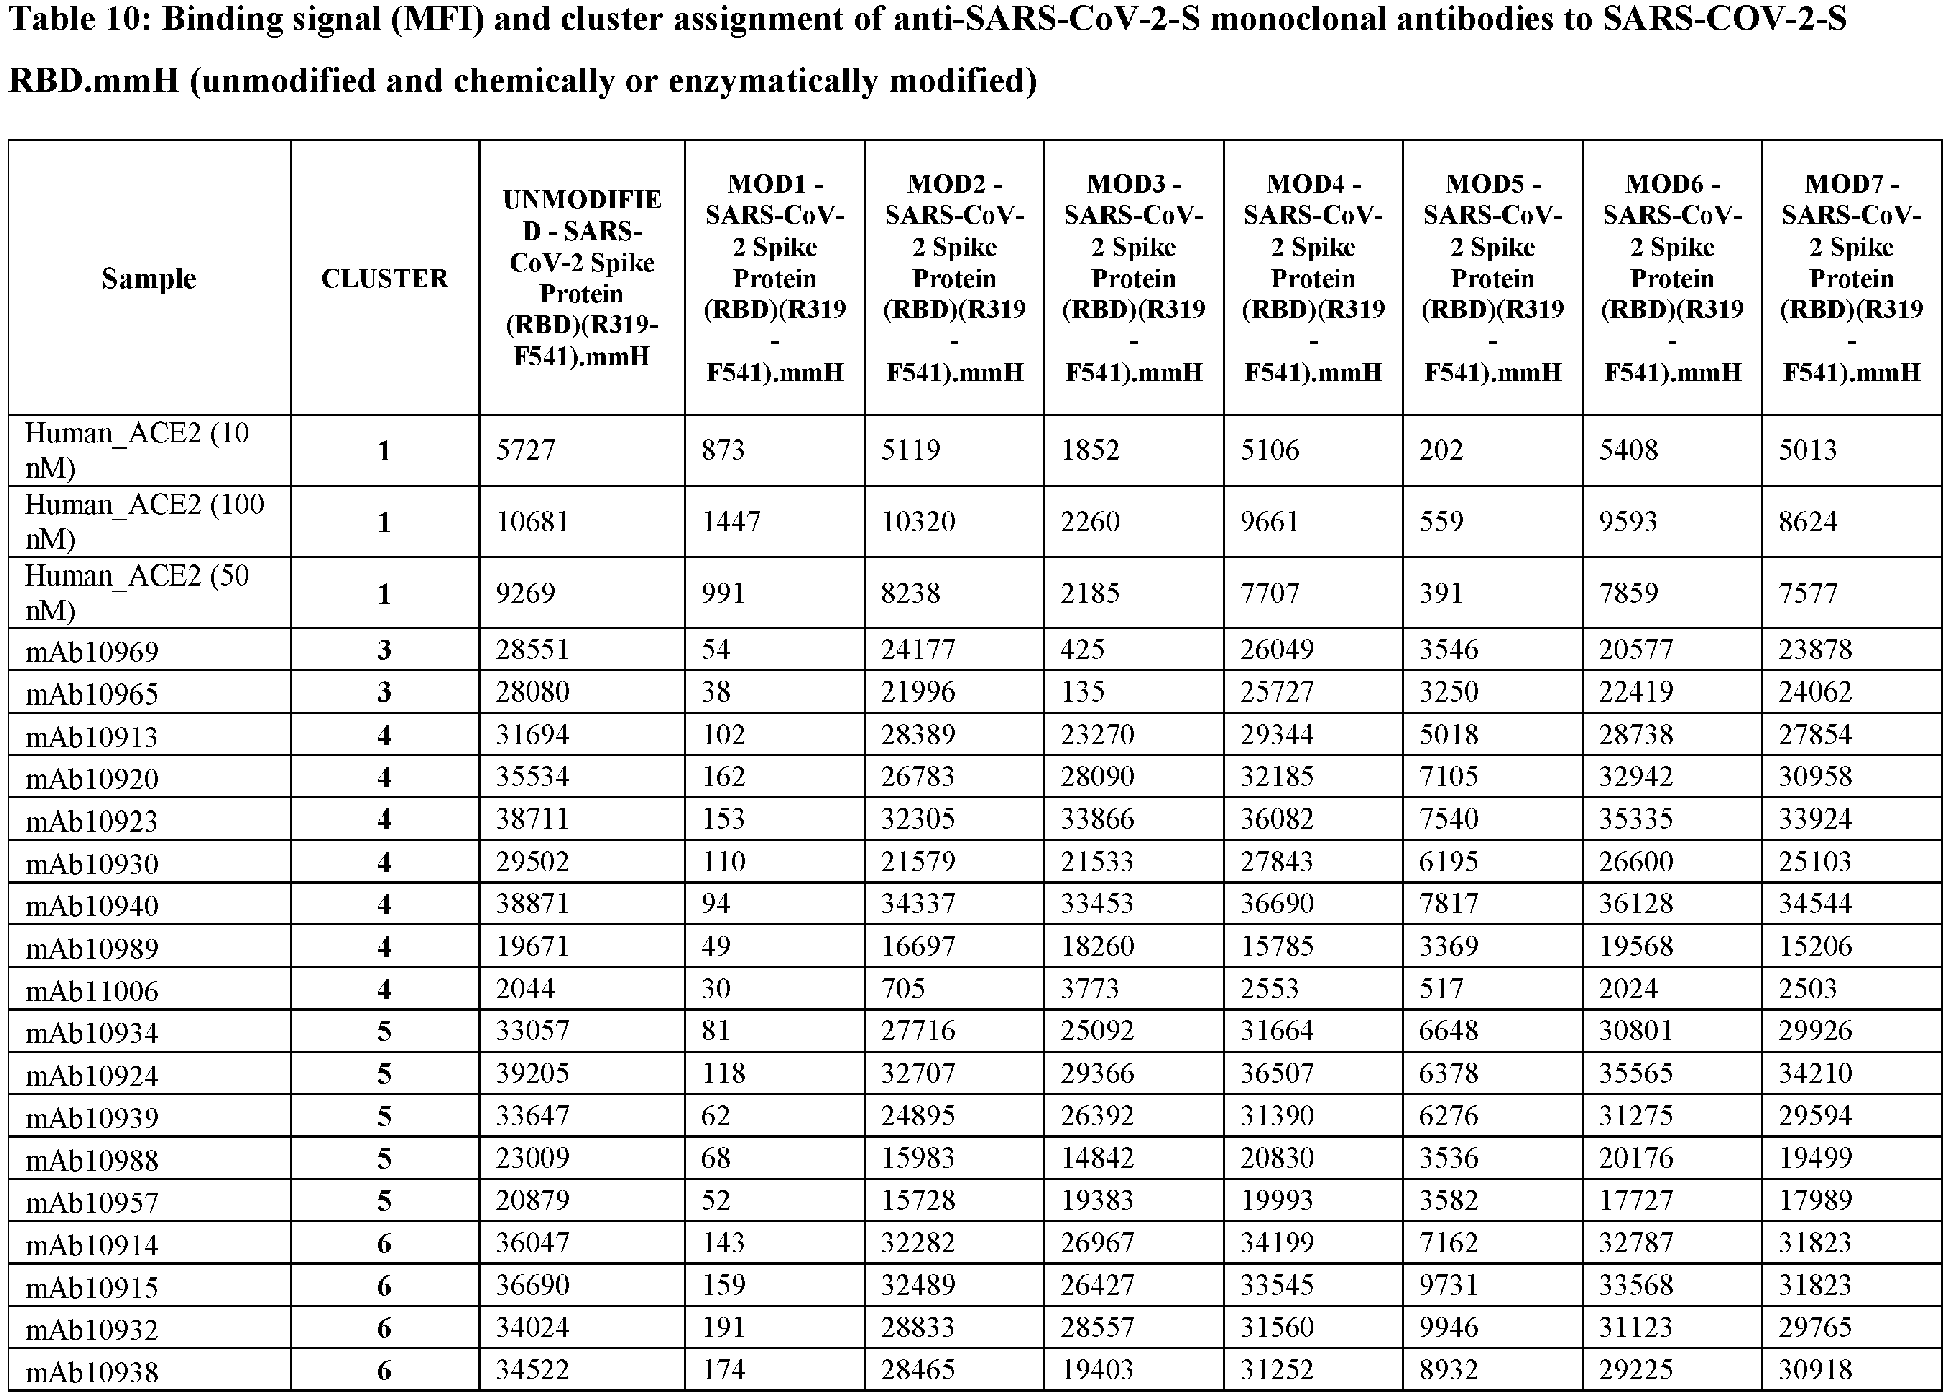 Table 10: Binding signal (MFI) and cluster assignment of anti-SARS-CoV-2-S monoclonal antibodies to SARS-COV-2-S
RBD.mmH (unmodified and chemically or enzymatically modified)
Sample CLUSTER UNMODIFIE D - SARS- CoV-2 Spike Protein (RBD)(R319- F541).mmH MOD1 - SARS-CoV- 2 Spike Protein (RBD)(R319 - F541).mmH MOD2 - SARS-CoV- 2 Spike Protein (RBD)(R319 - F541).mmH MOD3 - SARS-CoV- 2 Spike Protein (RBD)(R319 - F541).mmH MOD4 - SARS-CoV- 2 Spike Protein (RBD)(R319 - F541).mmH MOD5 - SARS-CoV- 2 Spike Protein (RBD)(R319 - F541).mmH MOD6 - SARS-CoV- 2 Spike Protein (RBD)(R319 - F541).mmH MOD7 - SARS-CoV- 2 Spike Protein (RBD)(R319 - F541).mmH
Human_ACE2 (10 nM) 1 5727 873 5119 1852 5106 202 5408 5013
Human_ACE2 (100 nM) 1 10681 1447 10320 2260 9661 559 9593 8624
Human_ACE2 (50 nM) 1 9269 991 8238 2185 7707 391 7859 7577
mAb10969 3 28551 54 24177 425 26049 3546 20577 23878
mAb10965 3 28080 38 21996 135 25727 3250 22419 24062
mAb10913 4 31694 102 28389 23270 29344 5018 28738 27854
mAb10920 4 35534 162 26783 28090 32185 7105 32942 30958
mAb10923 4 38711 153 32305 33866 36082 7540 35335 33924
mAb10930 4 29502 110 21579 21533 27843 6195 26600 25103
mAb10940 4 38871 94 34337 33453 36690 7817 36128 34544
mAb10989 4 19671 49 16697 18260 15785 3369 19568 15206
mAb11006 4 2044 30 705 3773 2553 517 2024 2503
mAb10934 5 33057 81 27716 25092 31664 6648 30801 29926
mAb10924 5 39205 118 32707 29366 36507 6378 35565 34210
mAb10939 5 33647 62 24895 26392 31390 6276 31275 29594
mAb10988 5 23009 68 15983 14842 20830 3536 20176 19499
mAb10957 5 20879 52 15728 19383 19993 3582 17727 17989
mAb10914 6 36047 143 32282 26967 34199 7162 32787 31823
mAb10915 6 36690 159 32489 26427 33545 9731 33568 31823
mAb10932 6 34024 191 28833 28557 31560 9946 31123 29765
mAb10938 6 34522 174 28465 19403 31252 8932 29225 30918